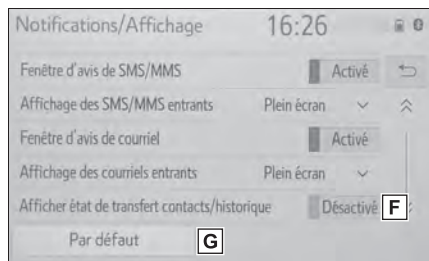 Notifications/Affichage 16:26
Fenêtre d'avis de SMS/MMS Activé
Affichage des SMS/MMS entrants Plein écran
Fenêtre d'avis de courriel Activé
Affichage des courriels entrants Plein écran
Afficher état de transfert contacts/historique Désactivé F
Par défaut G